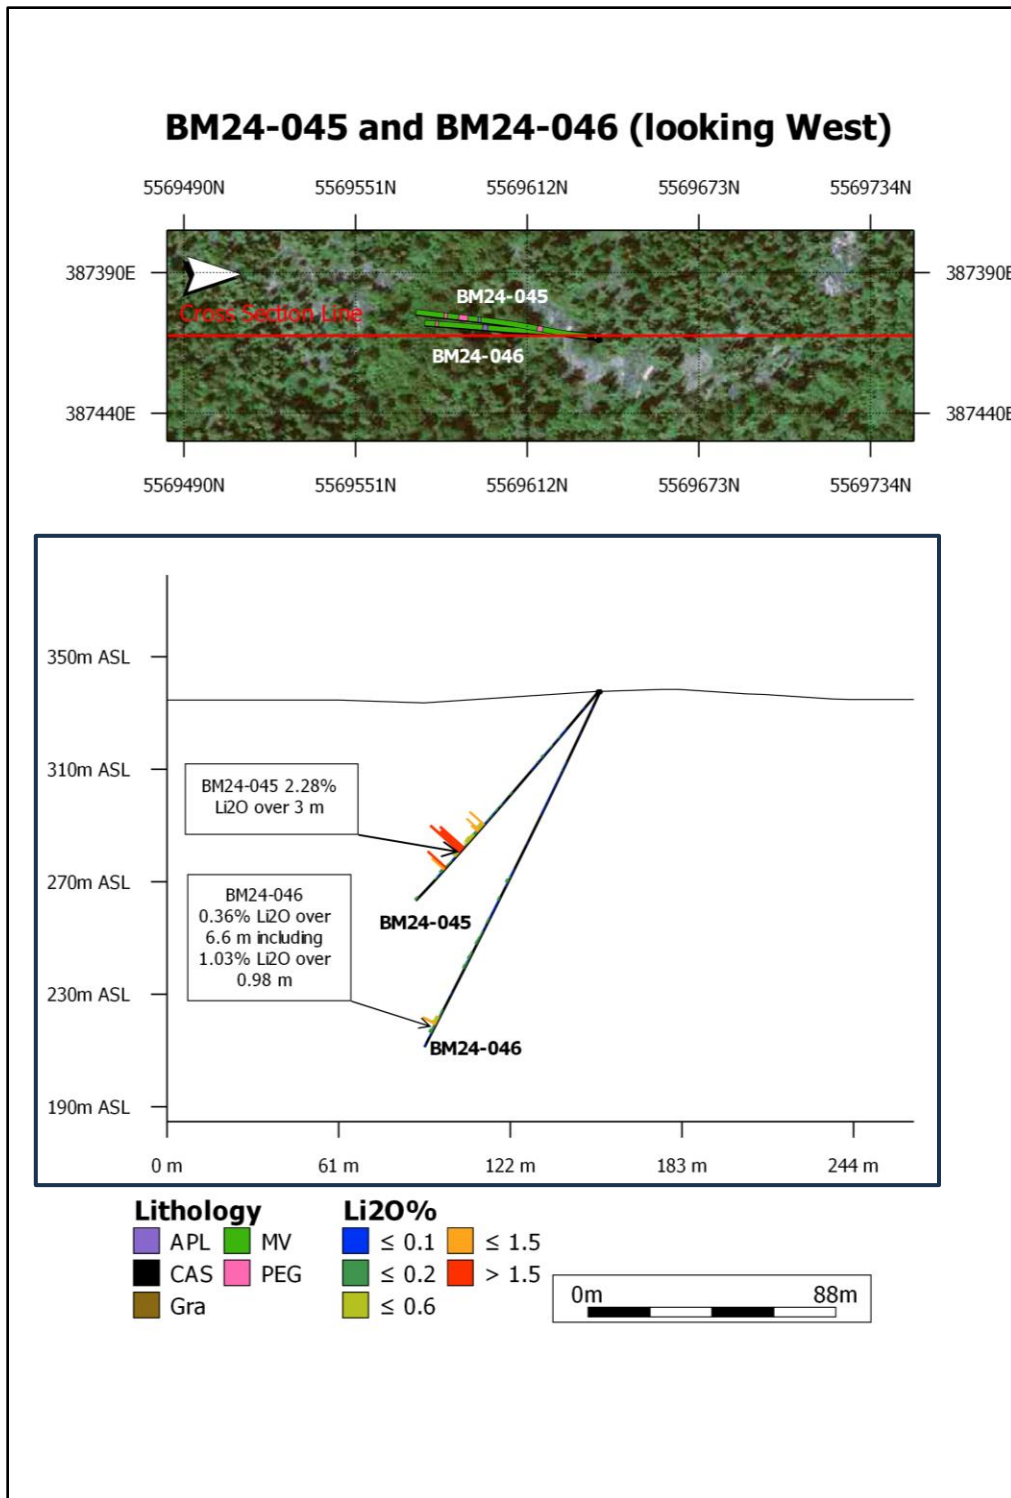 BM24-045 and BM24-046 (looking West)
5569490N 5569551N 5569612N 5569673N 5569734N
387390E 387390E
BM24-045
Cross Section Line
BM24-046
387440E 387440E
5569490N 5569551N 5569612N 5569673N 5569734N
350m ASL
310m ASL
BM24-045 2.28%
Li2O over 3 m
270m ASL
BM24-046
0.36% Li2O over
6.6 m including
1.03% Li2O over
0.98 m
BM24-045
230m ASL
BM24-046
190m ASL
0 m 61 m 122 m 183 m 244 m
Lithology
APL MV
CAS PEG
Gra
Li2O%
≤ 0.1 ≤ 1.5
≤ 0.2 > 1.5
≤ 0.6
0m 88m